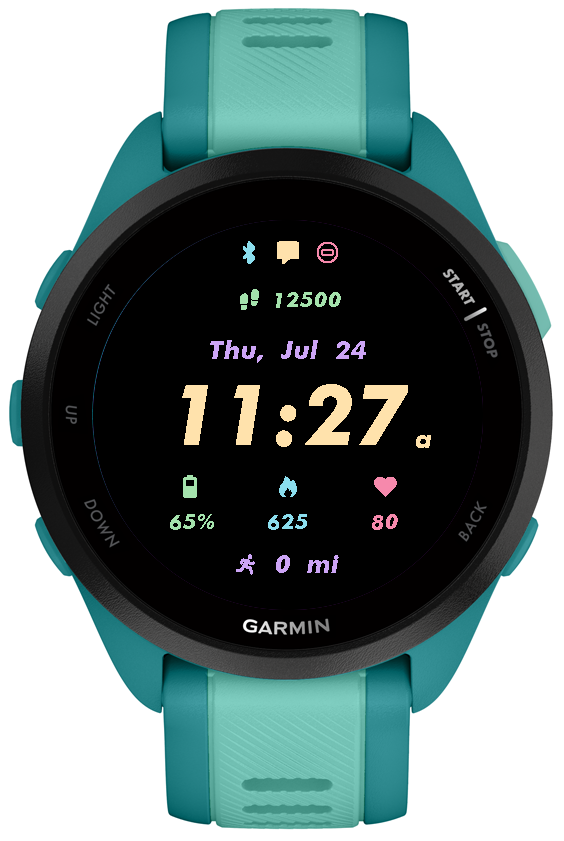 12500
Thu, Jul 24
11:27 a
65% 625 80
0 mi
LIGHT
START
STOP
UP
DOWN
BACK
GARMIN